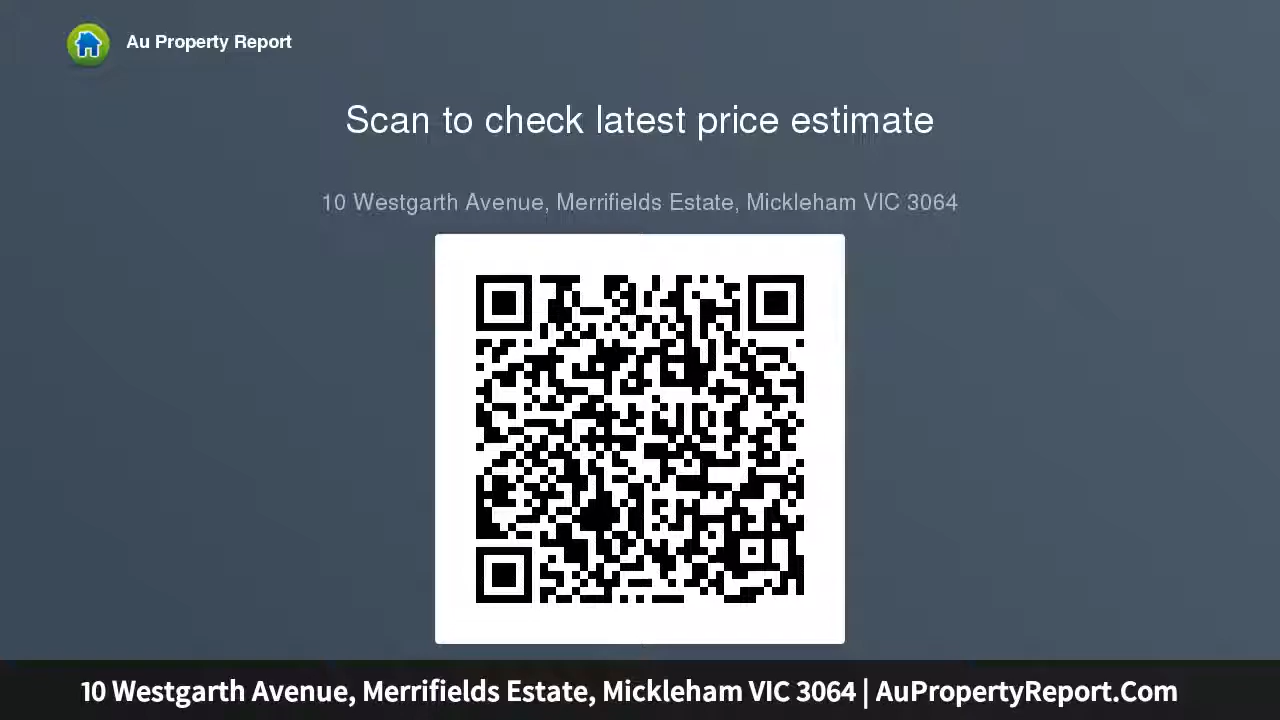 Au Property Report
Scan to check latest price estimate
10 Westgarth Avenue, Merrifields Estate, Mickleham VIC 3064
10 Westgarth Avenue, Merrifields Estate, Mickleham VIC 3064 | AuPropertyReport.Com